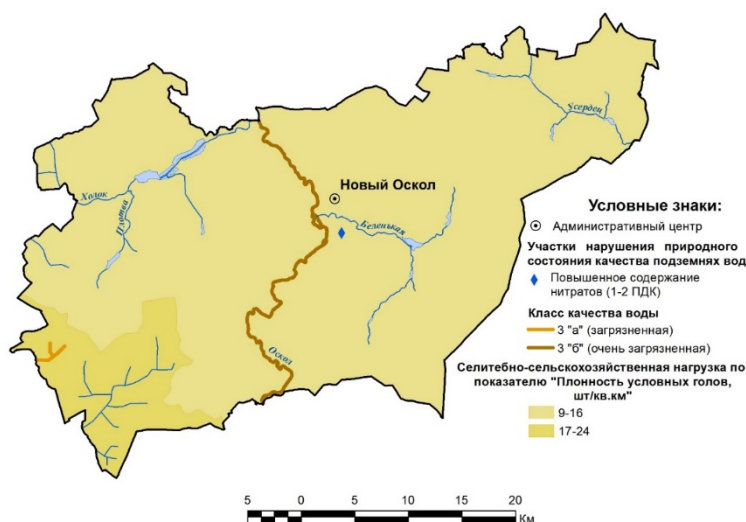 Усердец
Новый Оскол
Холок
Плотва
Беленькая
Оскол
Условные знаки:
Административный центр
Участки нарушения природного
состояния качества подземнях вод
Повышенное содержание
нитратов (1-2 ПДК)
Класс качества воды
3 "а" (загрязненная)
3 "б" (очень загрязненная)
Селитебно-сельскохозяйственная нагрузка по
показателю "Плонность условных голов,
шт/кв.км"
9-16
17-24
5 0 5 10 15 20
Км